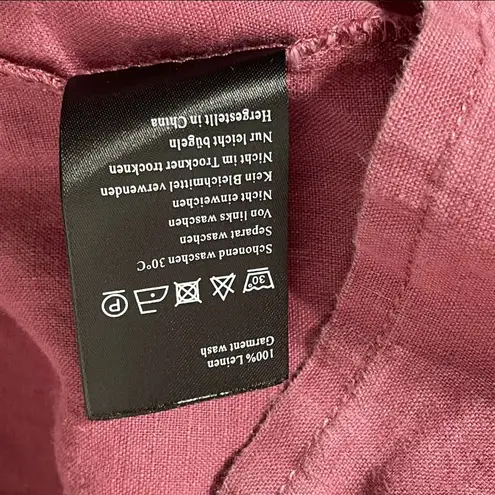 100% Leinen
Garment wash
30° P
Schonend waschen 30°C
Separat waschen
Von links waschen
Nicht einweichen
Kein Bleichmittel verwenden
Nicht im Trockner trocknen
Nur leicht bügeln
Hergestellt in China